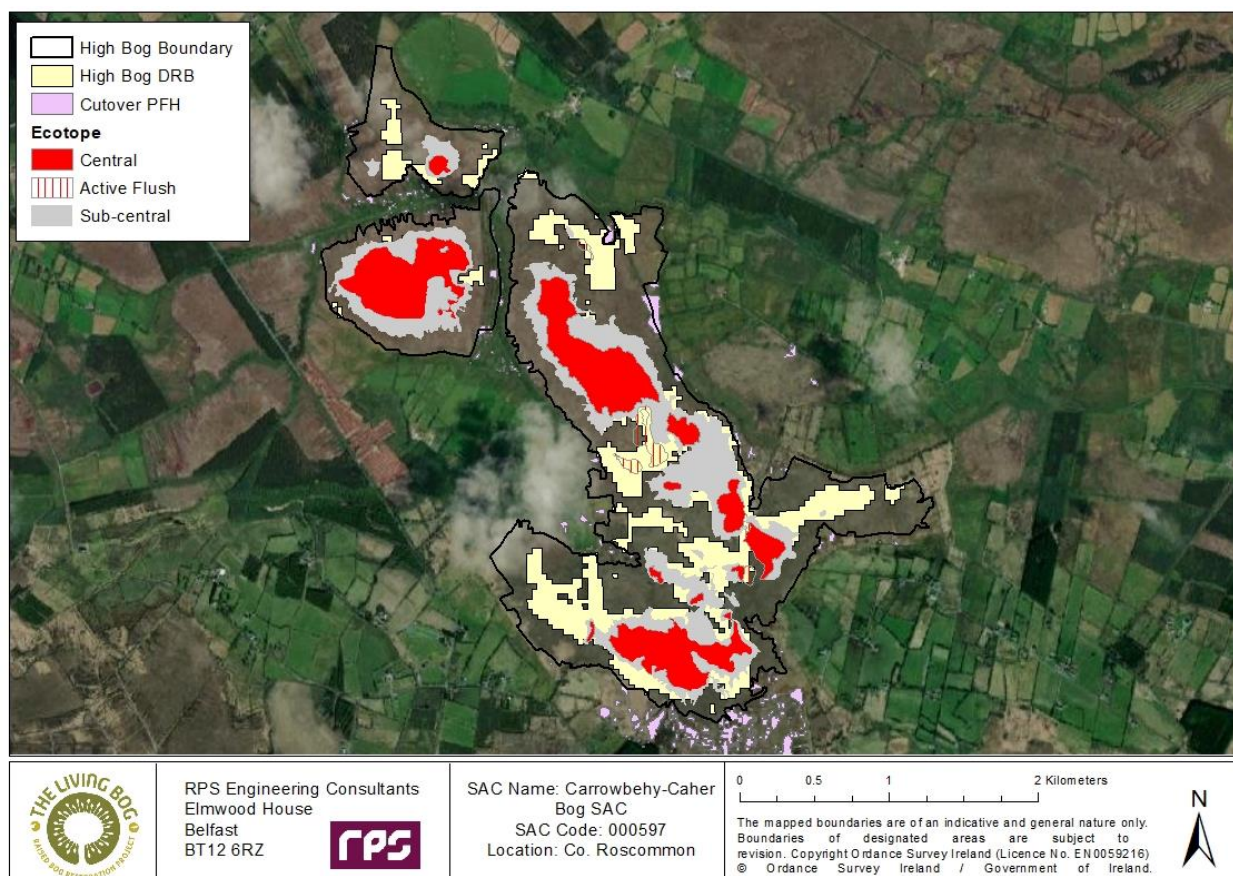 High Bog Boundary
High Bog DRB
Cutover PFH
Ecotope
Central
Active Flush
Sub-central
THE LIVING BOG
RAISED BOG RESTORATION PROJECT
RPS Engineering Consultants
Elmwood House
Belfast
BT12 6RZ
rps
SAC Name: Carrowbehy-Caher
Bog SAC
SAC Code: 000597
Location: Co. Roscommon
0 0.5 1 2 Kilometers
The mapped boundaries are of an indicative and general nature only.
Boundaries of designated areas are subject to
revision. Copyright Ordance Survey Ireland (Licence No. EN0059216)
© Ordance Survey Ireland / Government of Ireland.
N